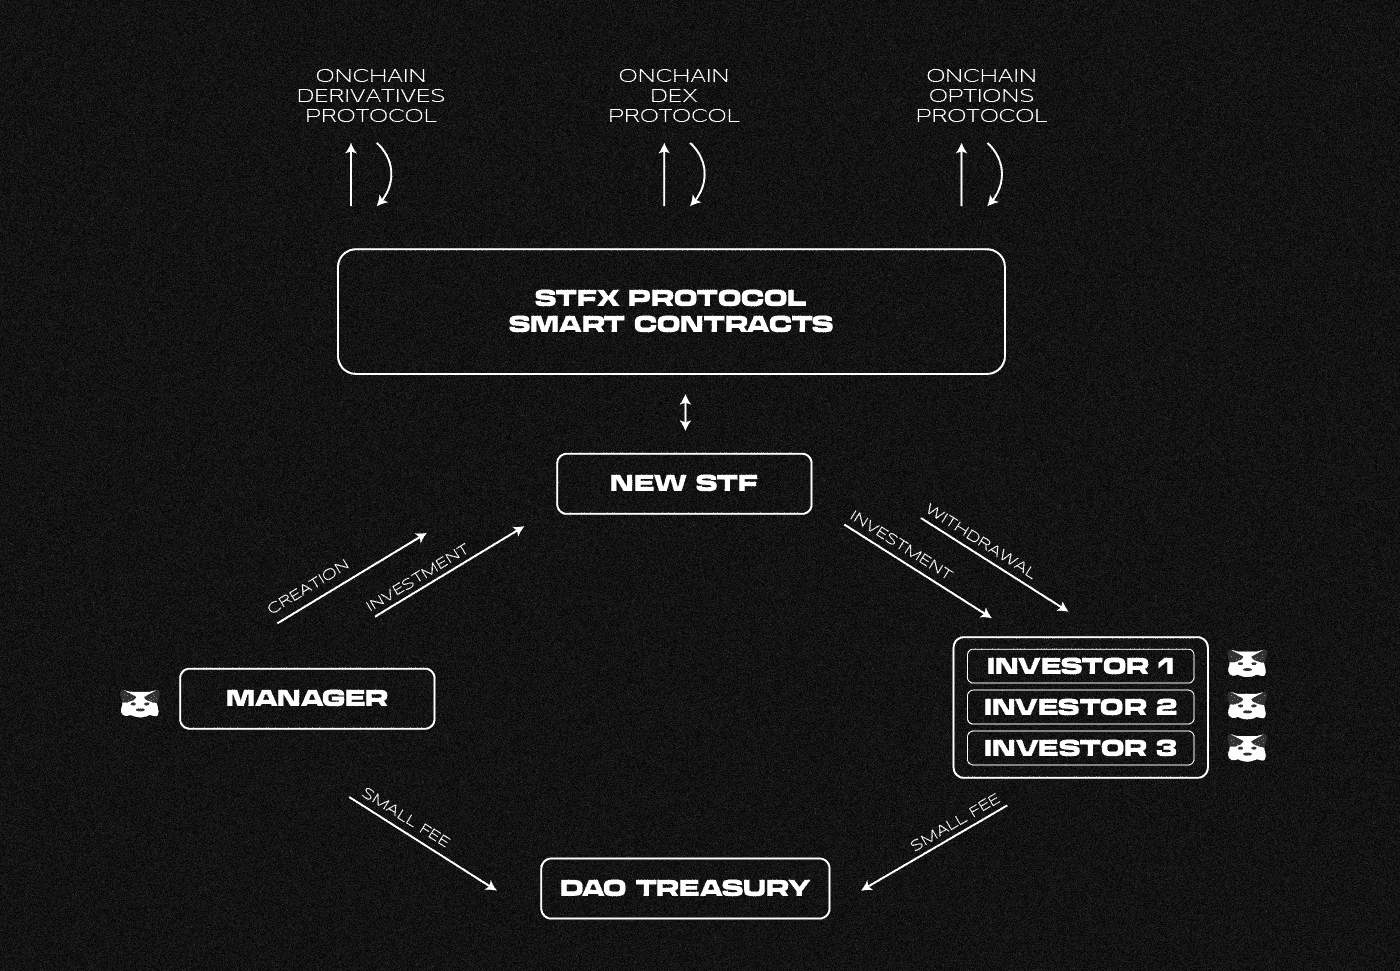 ONCHAIN
DERIVATIVES
PROTOCOL
ONCHAIN
DEX
PROTOCOL
ONCHAIN
OPTIONS
PROTOCOL
STFX PROTOCOL
SMART CONTRACTS
NEW STF
CREATION
INVESTMENT
INVESTMENT
WITHDRAWAL
MANAGER
INVESTOR 1
INVESTOR 2
INVESTOR 3
SMALL FEE
SMALL FEE
DAO TREASURY